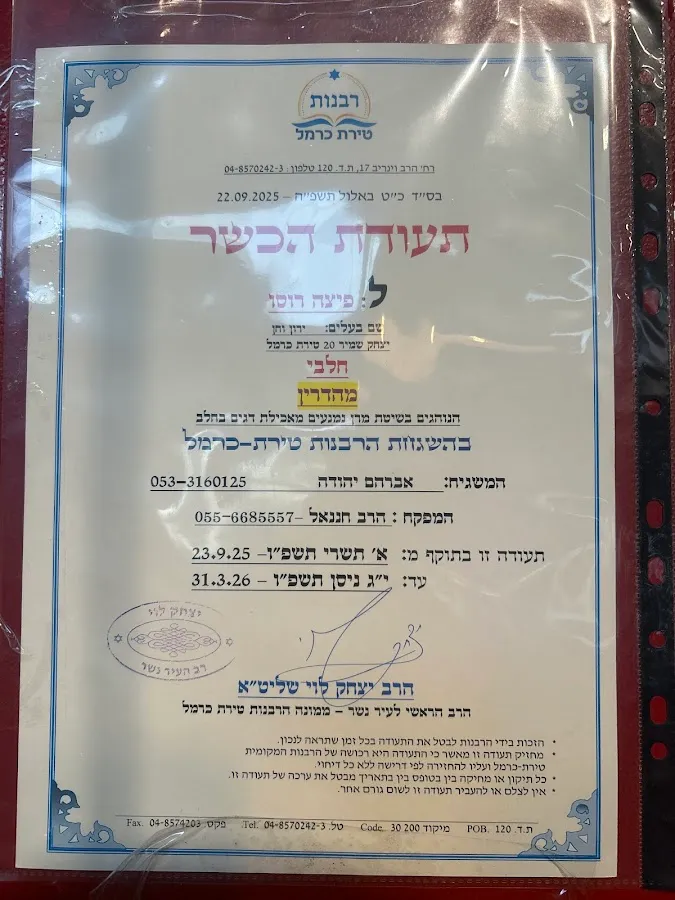 רבנות
טירת כרמל
רח' הרב וינריב 17, ת.ד. 120 טלפון: 04-8570242-3
בס"ד כ"ט באלול תשפ"ה – 22.09.2025
תעודת הכשר
ל: פיצה רוסו
שם בעלים: ירון וחן
יצחק שמיר 20 טירת כרמל
חלבי
מהדרין
הנוהגים בשיטת מרן נמנעים מאכילת דגים בחלב
בהשגחת הרבנות טירת-כרמל
המשגיח: אברהם יהודה 053-3160125
המפקח: הרב חננאל – 055-6685557
תעודה זו בתוקף מ: א' תשרי תשפ"ו – 23.9.25
עד: י"ג ניסן תשפ"ו – 31.3.26
יצחק לוי
רב העיר נשר
הרב יצחק לוי שליט"א
הרב הראשי לעיר נשר – ממונה הרבנות טירת כרמל
• הזכות בידי הרבנות לבטל את התעודה בכל זמן שתראה לנכון.
• מחזיק תעודה זו מאשר כי התעודה היא רכושה של הרבנות המקומית
טירת-כרמל ועליו להחזירה לפי דרישה ללא כל דיחוי.
• כל תיקון או מחיקה בין בטופס בין בתאריך מבטל את ערכה של תעודה זו.
• אין לצלם או להעביר תעודה זו לשום גורם אחר.
ת.ד. 120 POB. מיקוד 30 200 Code טל. 04-8570242-3 Tel. פקס. 04-8574203 Fax.